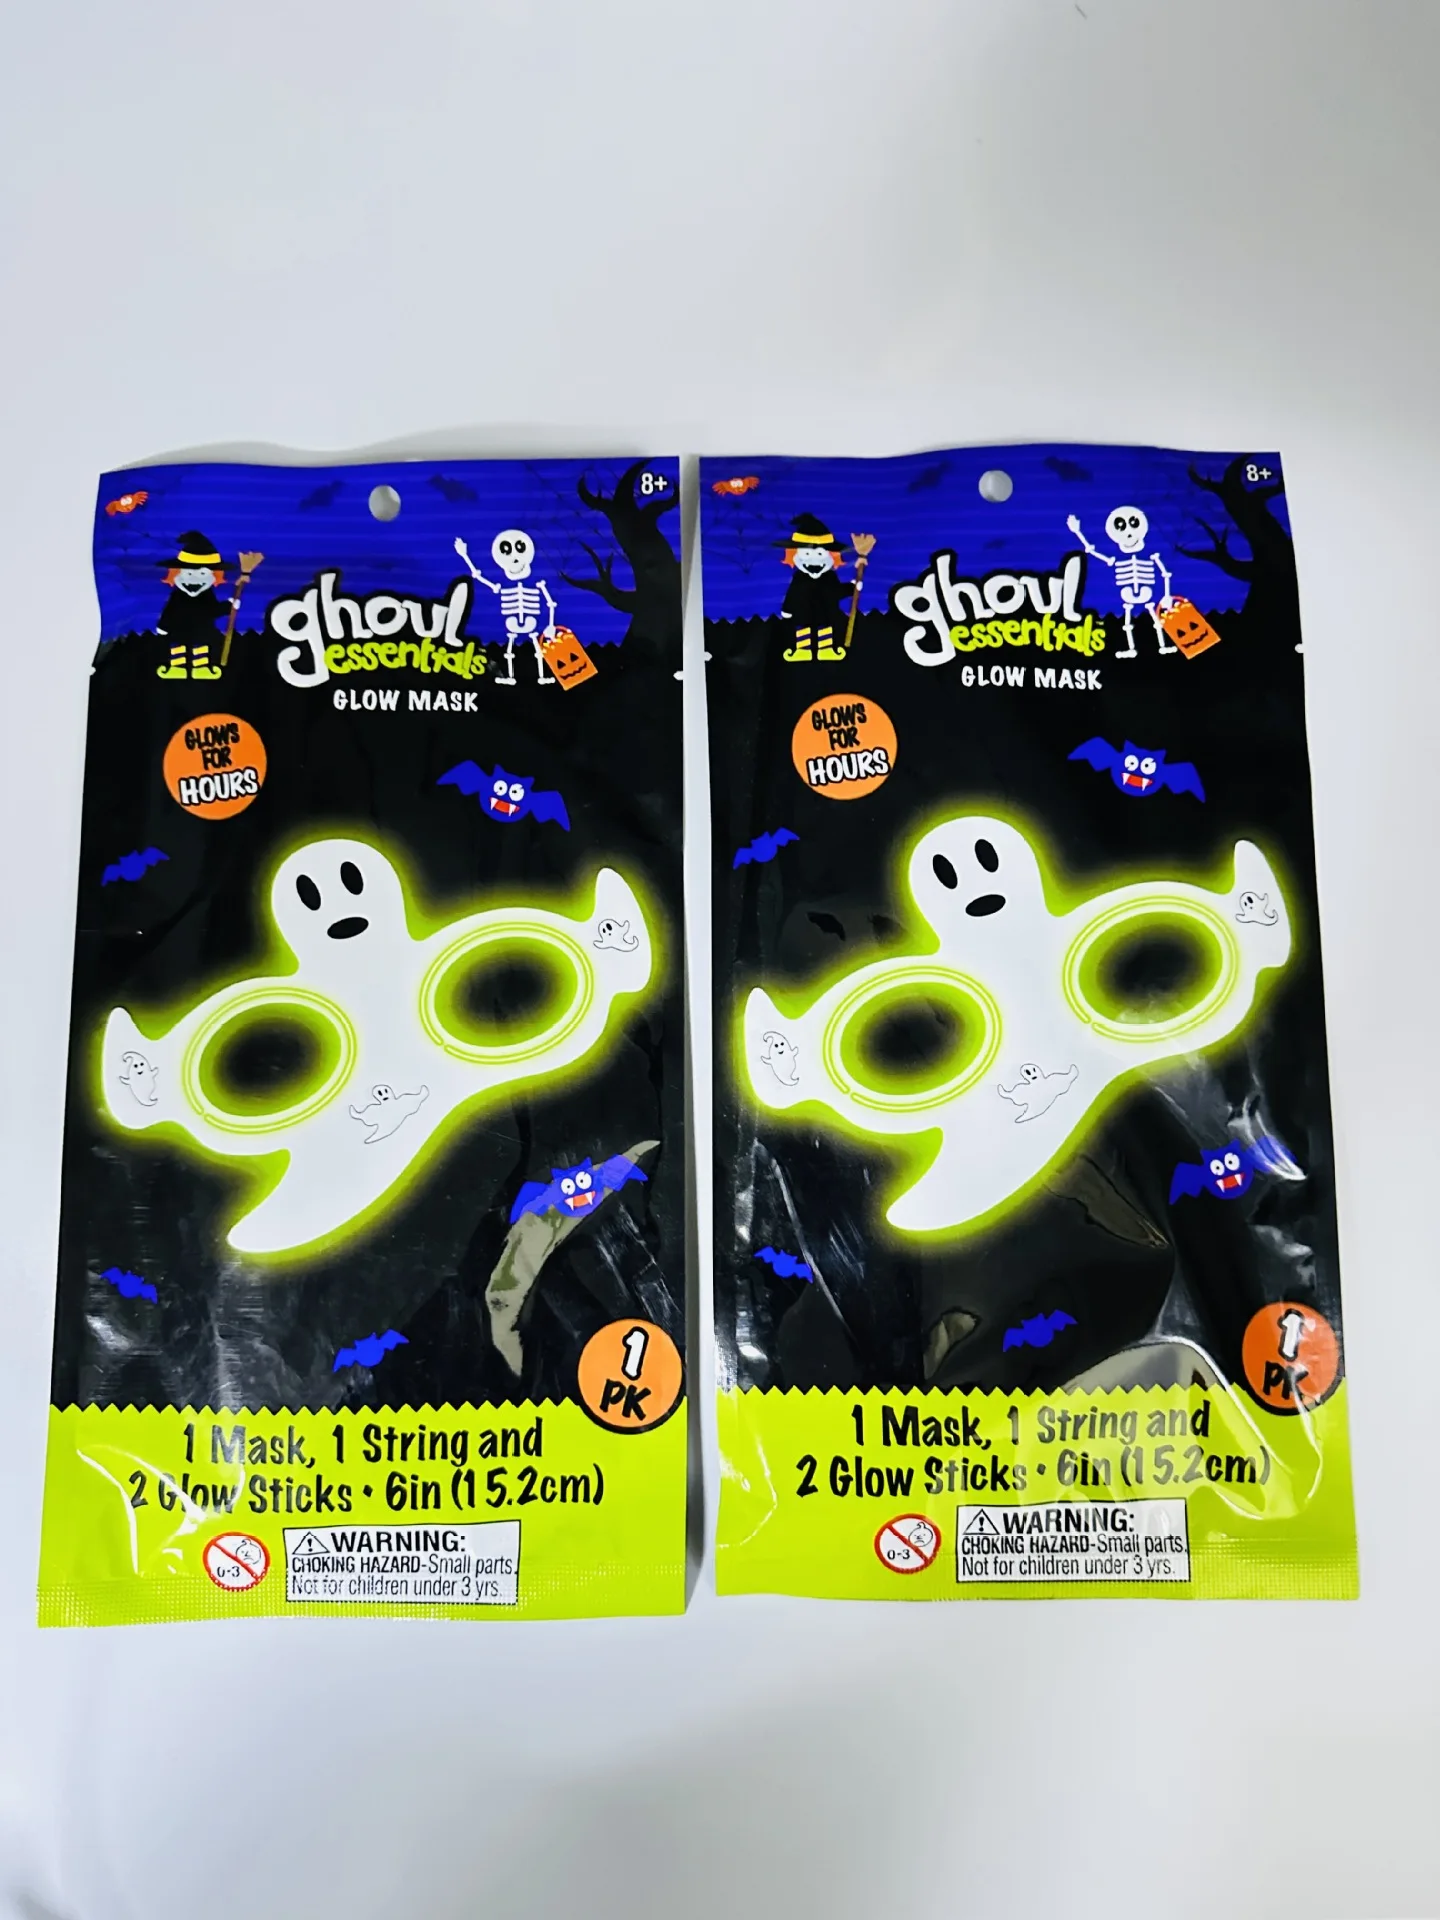 8+
ghoul
essentials™
GLOW MASK
GLOWS
FOR
HOURS
1
PK
1 Mask, 1 String and
2 Glow Sticks • 6in (15.2cm)
0-3
WARNING:
CHOKING HAZARD-Small parts.
Not for children under 3 yrs.
8+
ghoul
essentials™
GLOW MASK
GLOWS
FOR
HOURS
1
PK
1 Mask, 1 String and
2 Glow Sticks • 6in (15.2cm)
0-3
WARNING:
CHOKING HAZARD-Small parts.
Not for children under 3 yrs.